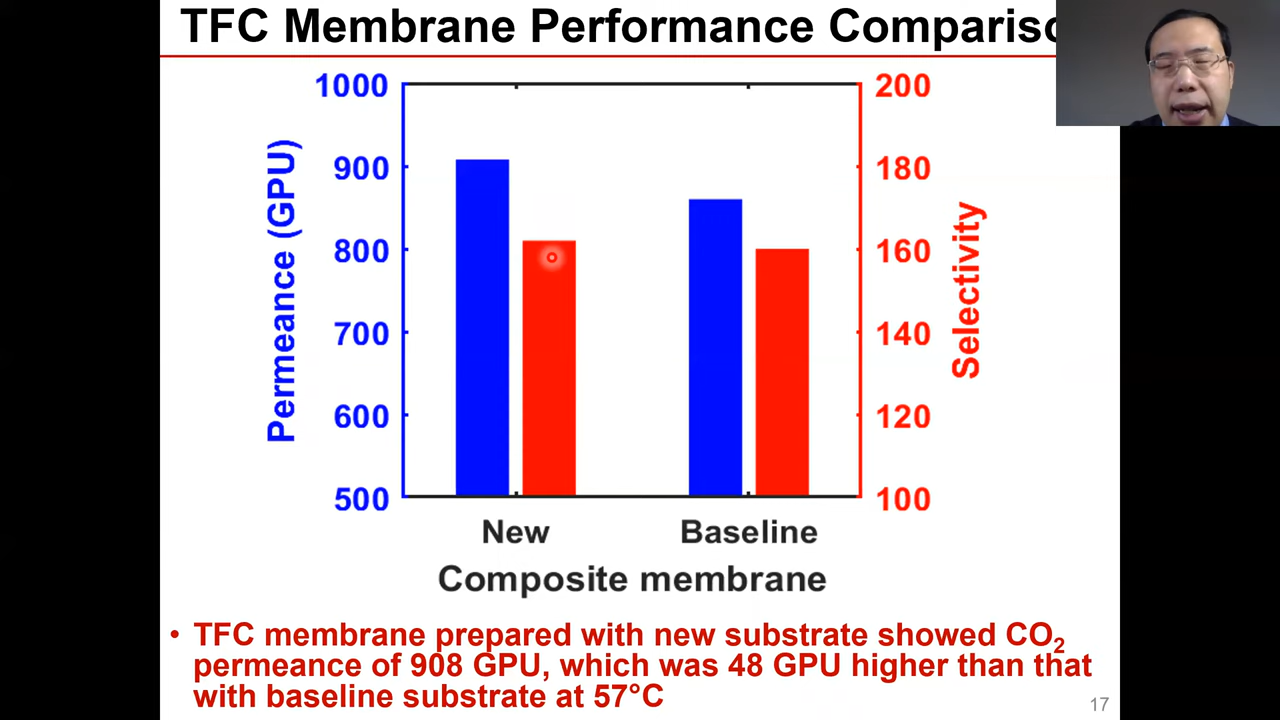 TFC Membrane Performance Compariso
1000
900
800
700
600
500
Permeance (GPU)
200
180
160
140
120
100
Selectivity
New Baseline
Composite membrane
• TFC membrane prepared with new substrate showed CO₂
permeance of 908 GPU, which was 48 GPU higher than that
with baseline substrate at 57°C
17